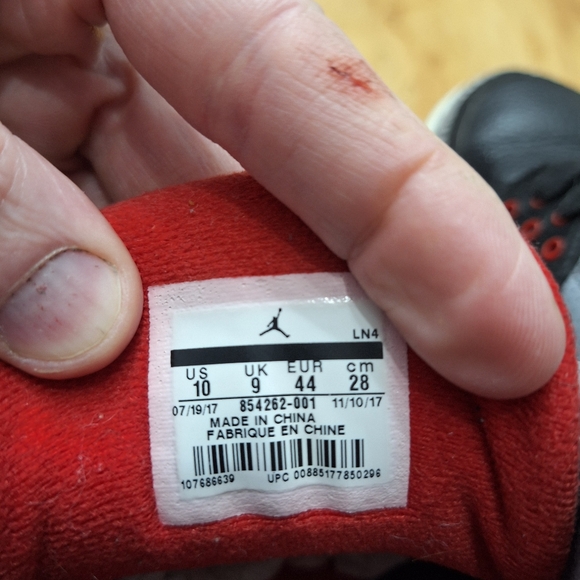 LN4
US UK EUR cm
10 9 44 28
07/19/17 854262-001 11/10/17
MADE IN CHINA
FABRIQUE EN CHINE
107686639 UPC 00885177850296